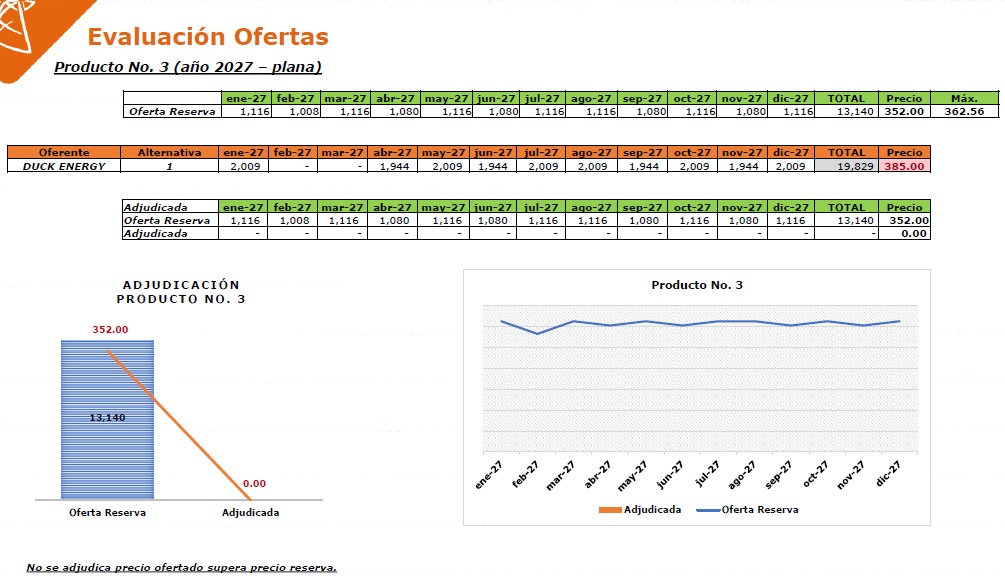 Evaluación Ofertas
Producto No. 3 (año 2027 – plana)
ene-27 feb-27 mar-27 abr-27 may-27 jun-27 jul-27 ago-27 sep-27 oct-27 nov-27 dic-27 TOTAL Precio Máx.
Oferta Reserva 1,116 1,008 1,116 1,080 1,116 1,080 1,116 1,116 1,080 1,116 1,080 1,116 13,140 352.00 362.56
Oferente Alternativa ene-27 feb-27 mar-27 abr-27 may-27 jun-27 jul-27 ago-27 sep-27 oct-27 nov-27 dic-27 TOTAL Precio
DUCK ENERGY 1 2,009 - - 1,944 2,009 1,944 2,009 2,009 1,944 2,009 1,944 2,009 19,829 385.00
Adjudicada ene-27 feb-27 mar-27 abr-27 may-27 jun-27 jul-27 ago-27 sep-27 oct-27 nov-27 dic-27 TOTAL Precio
Oferta Reserva 1,116 1,008 1,116 1,080 1,116 1,080 1,116 1,116 1,080 1,116 1,080 1,116 13,140 352.00
Adjudicada - - - - - - - - - - - - - 0.00
ADJUDICACIÓN
PRODUCTO NO. 3
352.00
13,140
0.00
Oferta Reserva Adjudicada
Producto No. 3
ene-27 feb-27 mar-27 abr-27 may-27 jun-27 jul-27 ago-27 sep-27 oct-27 nov-27 dic-27
Adjudicada Oferta Reserva
No se adjudica precio ofertado supera precio reserva.